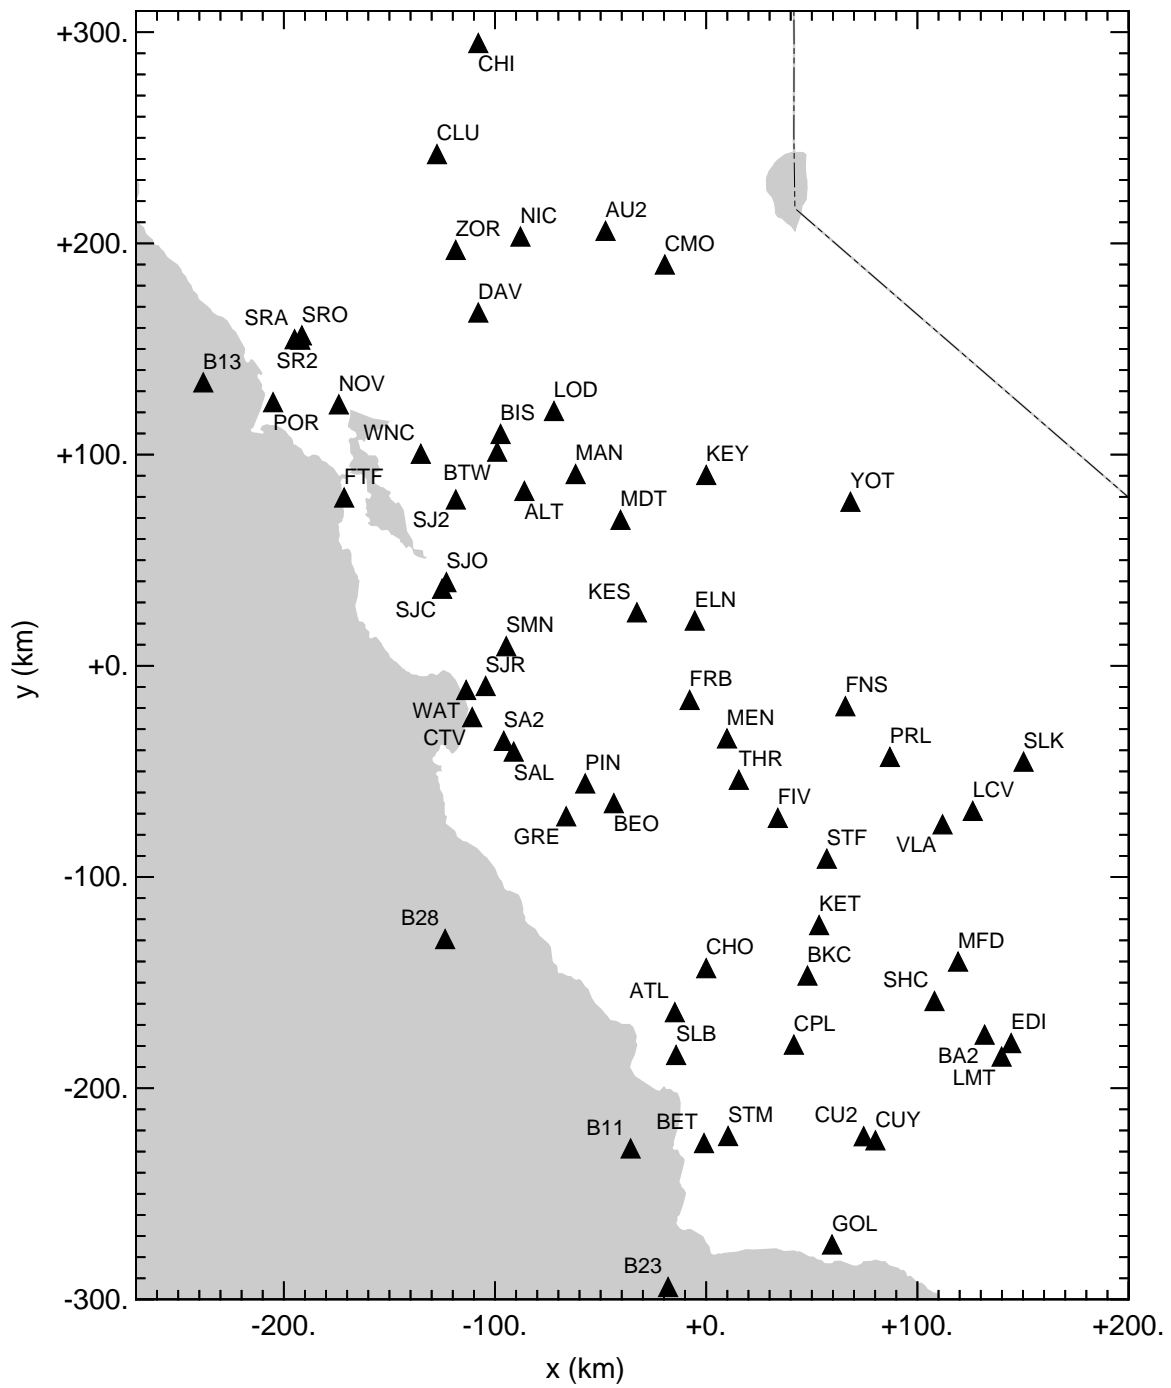 +300.
CHI
CLU
AU2
NIC
ZOR
+200.
CMO
DAV
SRO
SRA
SR2
B13
NOV
LOD
BIS
POR
WNC
+100.
MAN
KEY
BTW
FTF
YOT
MDT
ALT
SJ2
SJO
KES
ELN
SJC
SMN
y (km)
+0.
SJR
FRB
FNS
WAT
SA2
MEN
CTV
PRL
SLK
THR
PIN
SAL
LCV
FIV
BEO
GRE
STF
VLA
-100.
KET
B28
CHO
BKC
MFD
SHC
ATL
SLB
CPL
EDI
BA2
LMT
-200.
B11
BET
STM
CU2
CUY
GOL
B23
-300.
-200.
-100.
+0.
+100.
+200.
x (km)